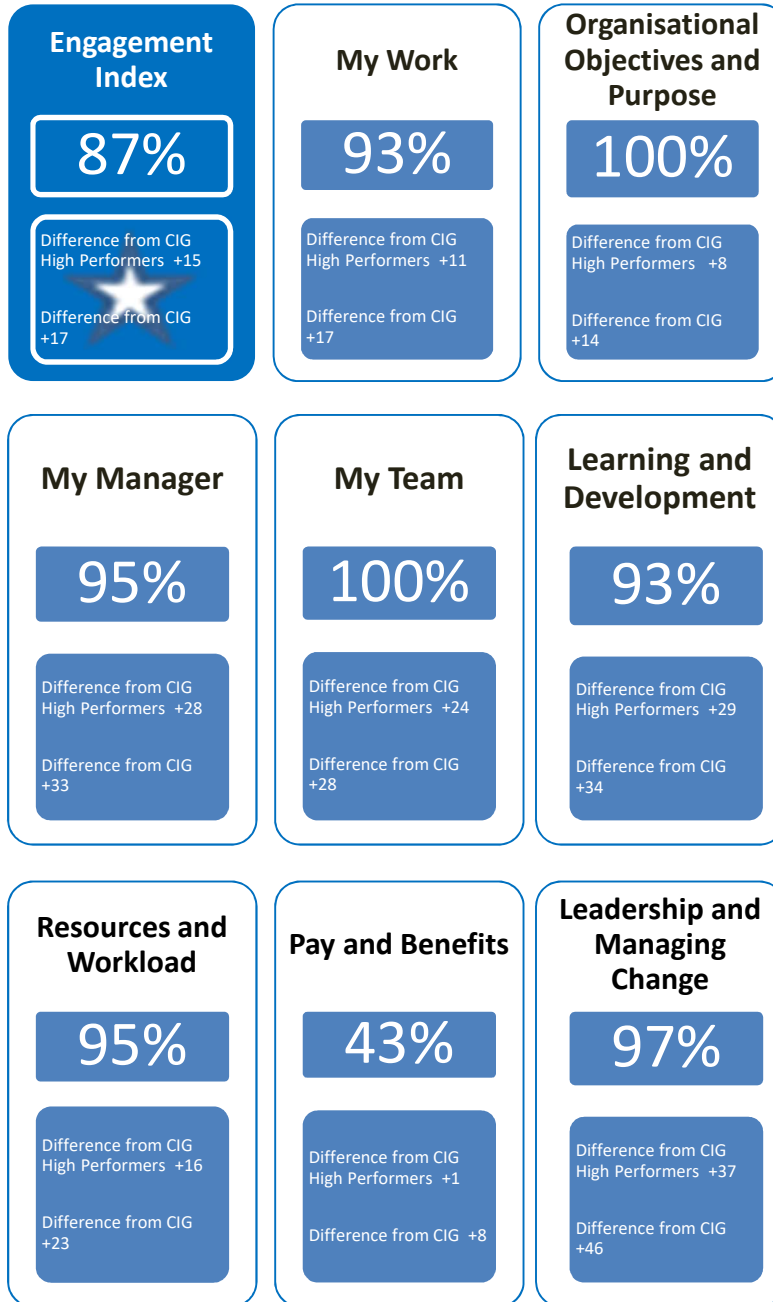 Engagement
Index
87%
Difference from CIG
High Performers +15
Difference from CIG
+17
My Work
93%
Difference from CIG
High Performers +11
Difference from CIG
+17
Organisational
Objectives and
Purpose
100%
Difference from CIG
High Performers +8
Difference from CIG
+14
My Manager
95%
Difference from CIG
High Performers +28
Difference from CIG
+33
My Team
100%
Difference from CIG
High Performers +24
Difference from CIG
+28
Learning and
Development
93%
Difference from CIG
High Performers +29
Difference from CIG
+34
Resources and
Workload
95%
Difference from CIG
High Performers +16
Difference from CIG
+23
Pay and Benefits
43%
Difference from CIG
High Performers +1
Difference from CIG +8
Leadership and
Managing
Change
97%
Difference from CIG
High Performers +37
Difference from CIG
+46